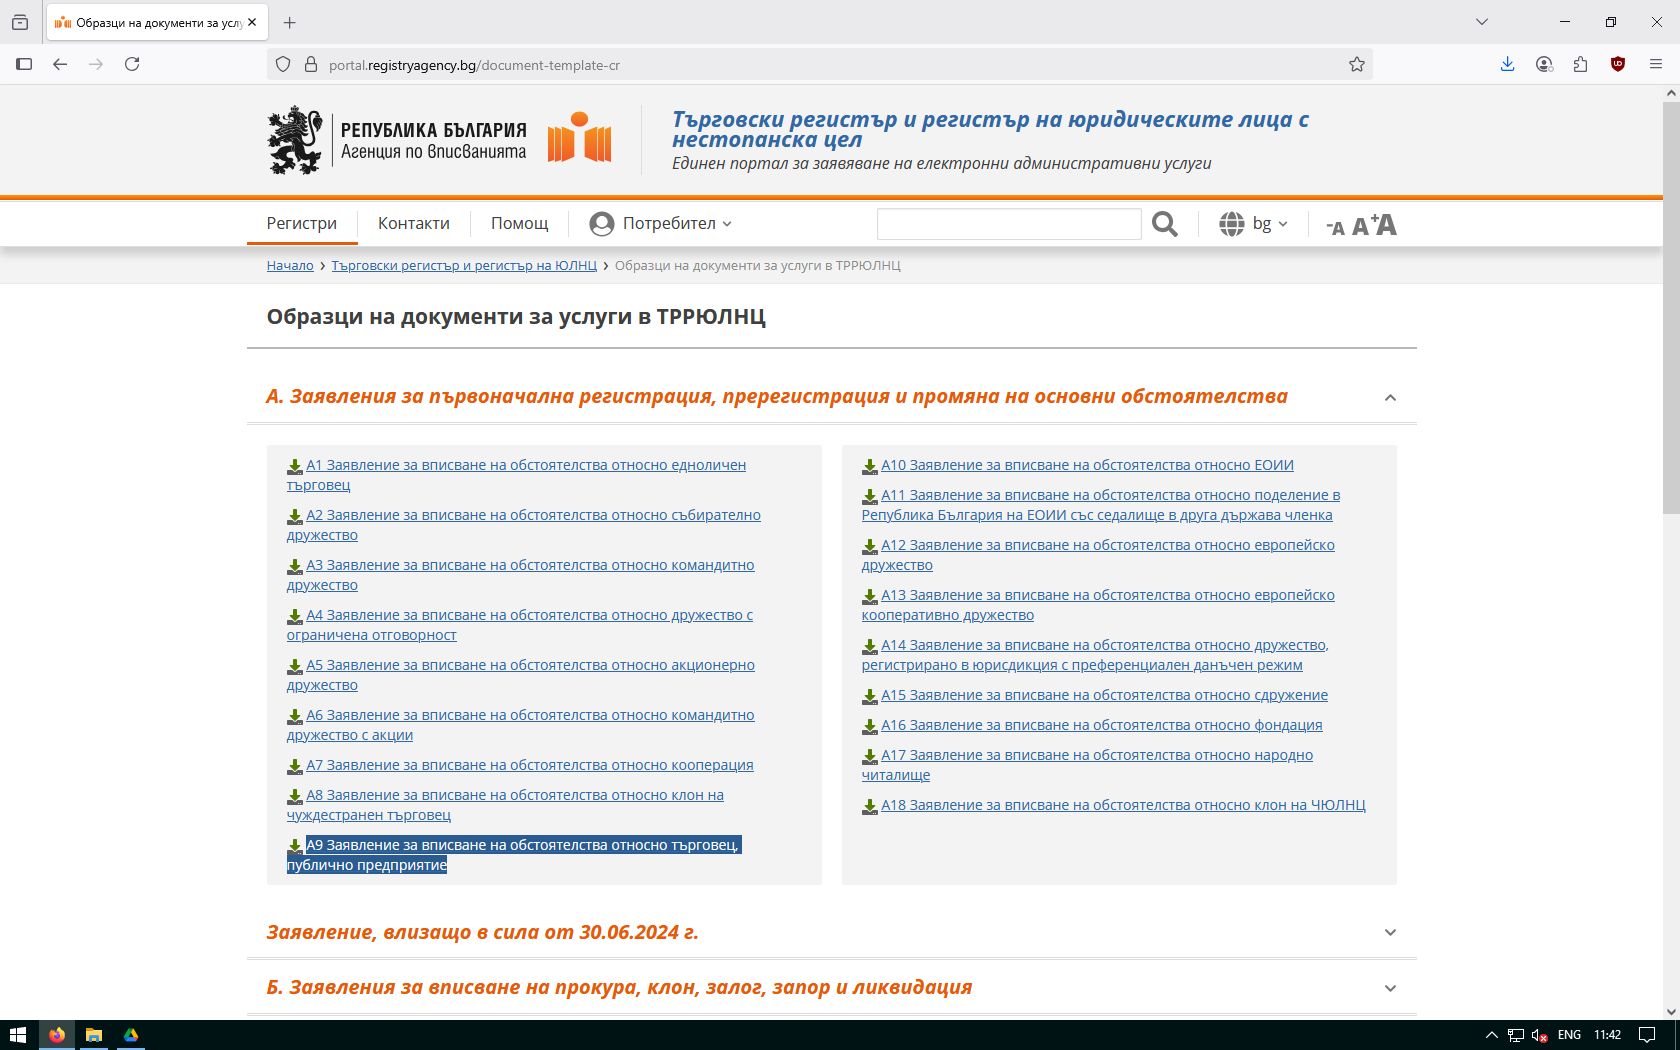 Образци на документи за услу
portal.registryagency.bg/document-template-cr
РЕПУБЛИКА БЪЛГАРИЯ
Агенция по вписванията
Търговски регистър и регистър на юридическите лица с
нестопанска цел
Единен портал за заявяване на електронни административни услуги
Регистри
Контакти
Помощ
Потребител
bg
-A A +A
Начало › Търговски регистър и регистър на ЮЛНЦ › Образци на документи за услуги в ТРРЮЛНЦ
Образци на документи за услуги в ТРРЮЛНЦ
А. Заявления за първоначална регистрация, пререгистрация и промяна на основни обстоятелства
А1 Заявление за вписване на обстоятелства относно едноличен
търговец
А2 Заявление за вписване на обстоятелства относно събирателно
дружество
А3 Заявление за вписване на обстоятелства относно командитно
дружество
А4 Заявление за вписване на обстоятелства относно дружество с
ограничена отговорност
А5 Заявление за вписване на обстоятелства относно акционерно
дружество
А6 Заявление за вписване на обстоятелства относно командитно
дружество с акции
А7 Заявление за вписване на обстоятелства относно кооперация
А8 Заявление за вписване на обстоятелства относно клон на
чуждестранен търговец
А9 Заявление за вписване на обстоятелства относно търговец,
публично предприятие
А10 Заявление за вписване на обстоятелства относно ЕОИИ
А11 Заявление за вписване на обстоятелства относно поделение в
Република България на ЕОИИ със седалище в друга държава членка
А12 Заявление за вписване на обстоятелства относно европейско
дружество
А13 Заявление за вписване на обстоятелства относно европейско
кооперативно дружество
А14 Заявление за вписване на обстоятелства относно дружество,
регистрирано в юрисдикция с преференциален данъчен режим
А15 Заявление за вписване на обстоятелства относно сдружение
А16 Заявление за вписване на обстоятелства относно фондация
А17 Заявление за вписване на обстоятелства относно народно
читалище
А18 Заявление за вписване на обстоятелства относно клон на ЧЮЛНЦ
Заявление, влизащо в сила от 30.06.2024 г.
Б. Заявления за вписване на прокура, клон, залог, запор и ликвидация
ENG
11:42